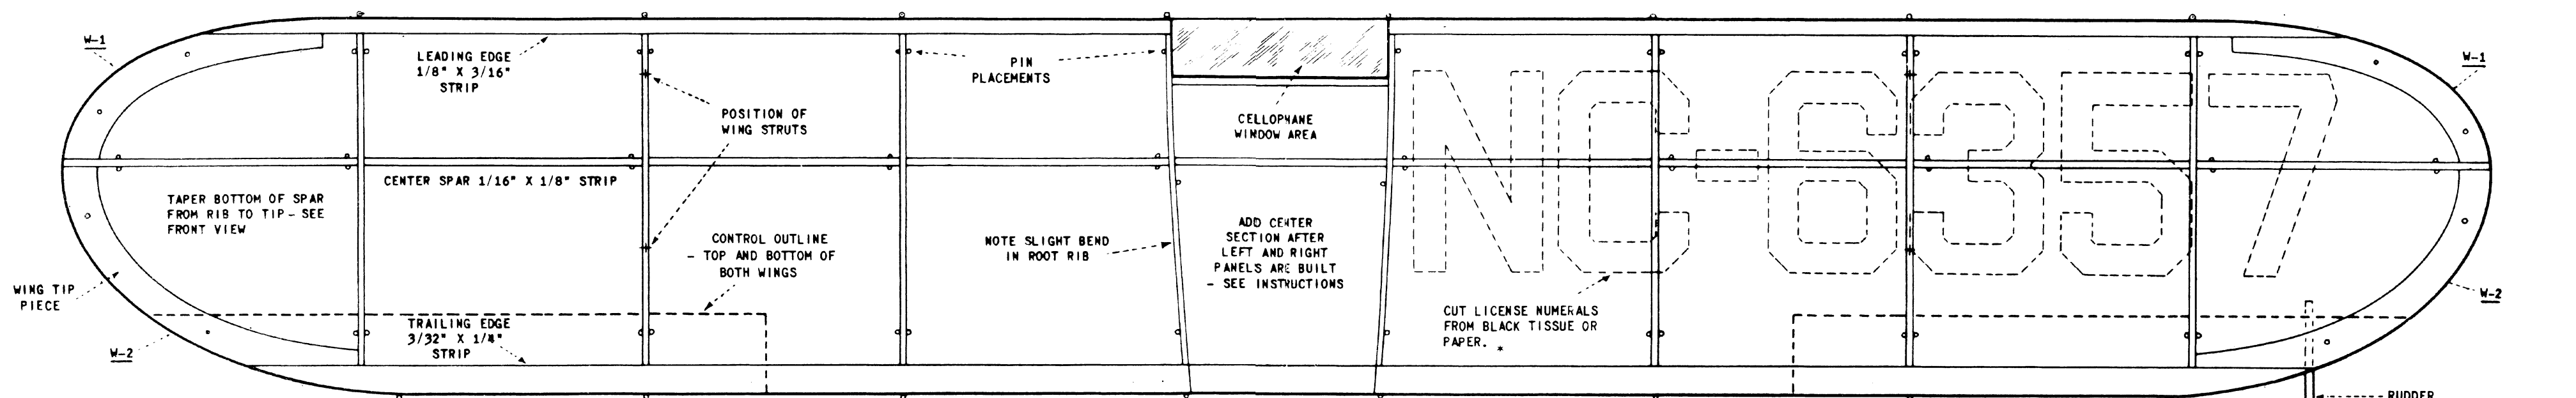 W-1
LEADING EDGE
1/8" X 3/16"
STRIP
PIN
PLACEMENTS
POSITION OF
WING STRUTS
CELLOPHANE
WINDOW AREA
W-1
NC-6357
CENTER SPAR 1/16" X 1/8" STRIP
TAPER BOTTOM OF SPAR
FROM RIB TO TIP - SEE
FRONT VIEW
CONTROL OUTLINE
- TOP AND BOTTOM OF
BOTH WINGS
NOTE SLIGHT BEND
IN ROOT RIB
ADD CENTER
SECTION AFTER
LEFT AND RIGHT
PANELS ARE BUILT
- SEE INSTRUCTIONS
WING TIP
PIECE
W-2
TRAILING EDGE
3/32" X 1/4"
STRIP
CUT LICENSE NUMERALS
FROM BLACK TISSUE OR
PAPER. *
W-2
RUDDER